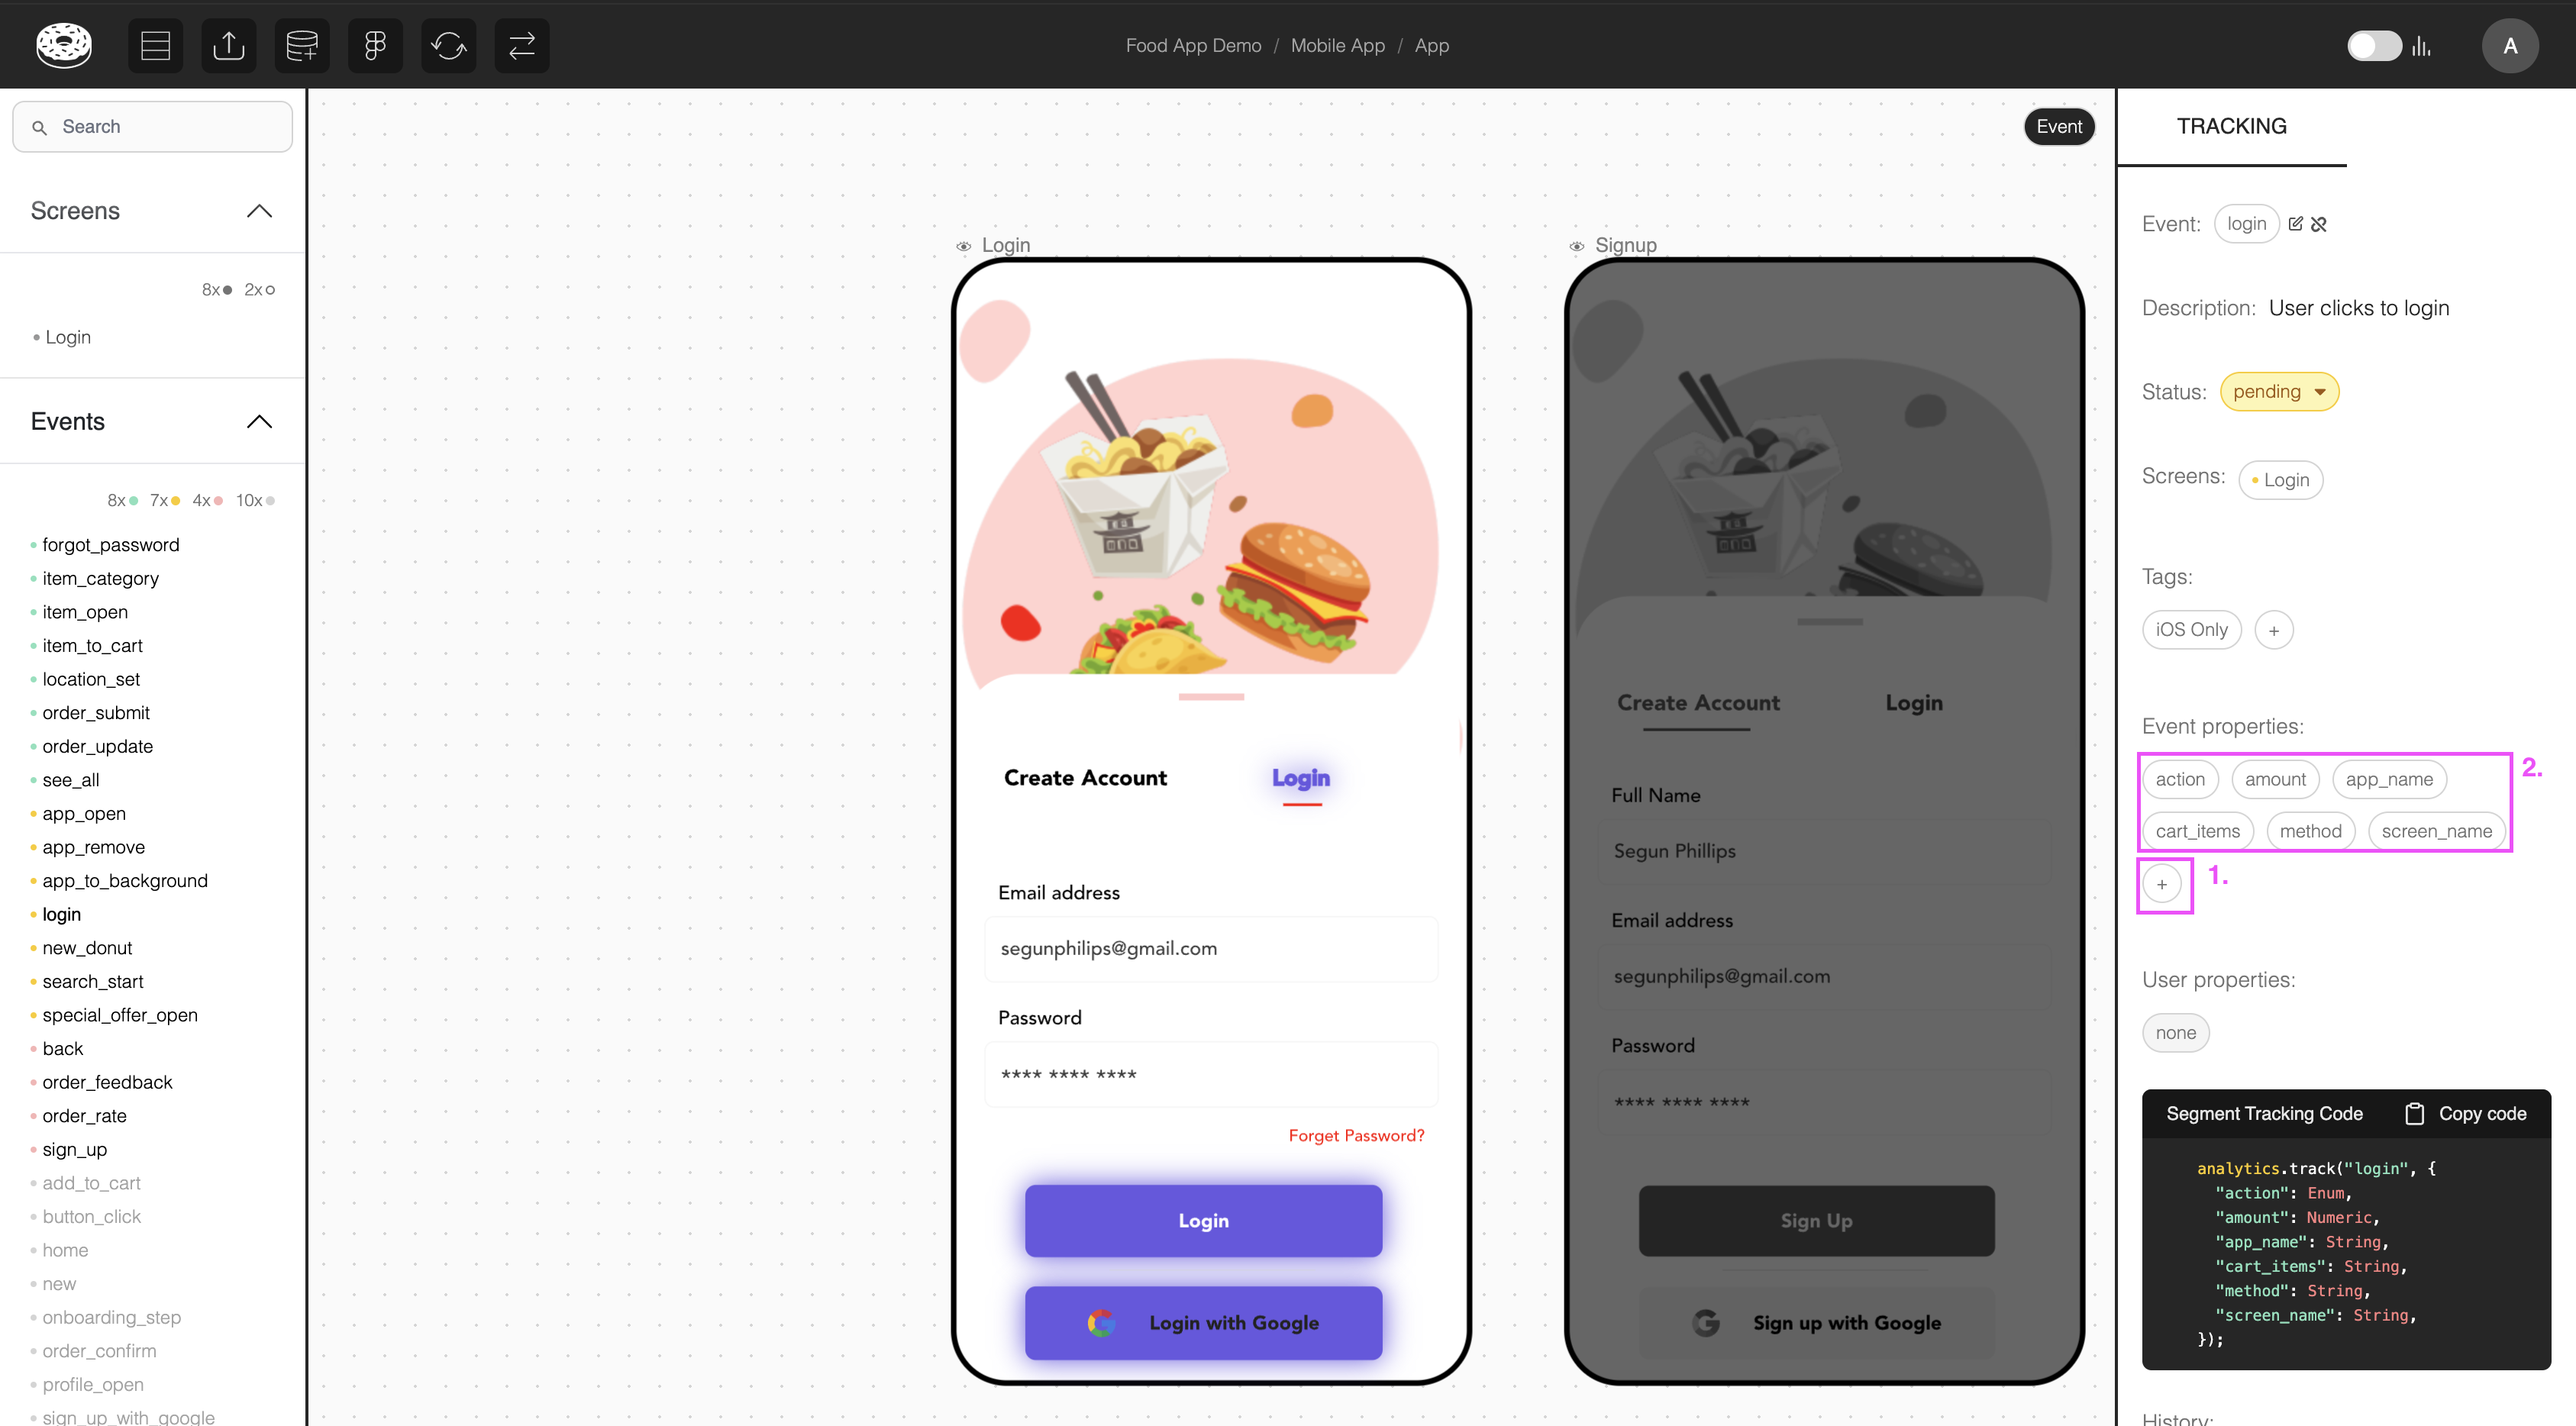 Food App Demo / Mobile App / App
A
Search
Screens
8x 2x
Login
Events
8x 7x 4x 10x
forgot_password
item_category
item_open
item_to_cart
location_set
order_submit
order_update
see_all
app_open
app_remove
app_to_background
login
new_donut
search_start
special_offer_open
back
order_feedback
order_rate
sign_up
add_to_cart
button_click
home
new
onboarding_step
order_confirm
profile_open
sign_up_with_google
Event
Login
Create Account Login
Email address
segunphilips@gmail.com
Password
**** **** ****
Forget Password?
Login
Login with Google
Signup
Create Account Login
Full Name
Segun Phillips
Email address
segunphilips@gmail.com
Password
**** **** ****
Sign Up
Sign up with Google
TRACKING
Event: login
Description: User clicks to login
Status: pending
Screens: Login
Tags:
iOS Only +
Event properties:
action amount app_name 2.
cart_items method screen_name
+ 1.
User properties:
none
Segment Tracking Code Copy code
analytics.track("login", {
"action": Enum,
"amount": Numeric,
"app_name": String,
"cart_items": String,
"method": String,
"screen_name": String,
});
History: